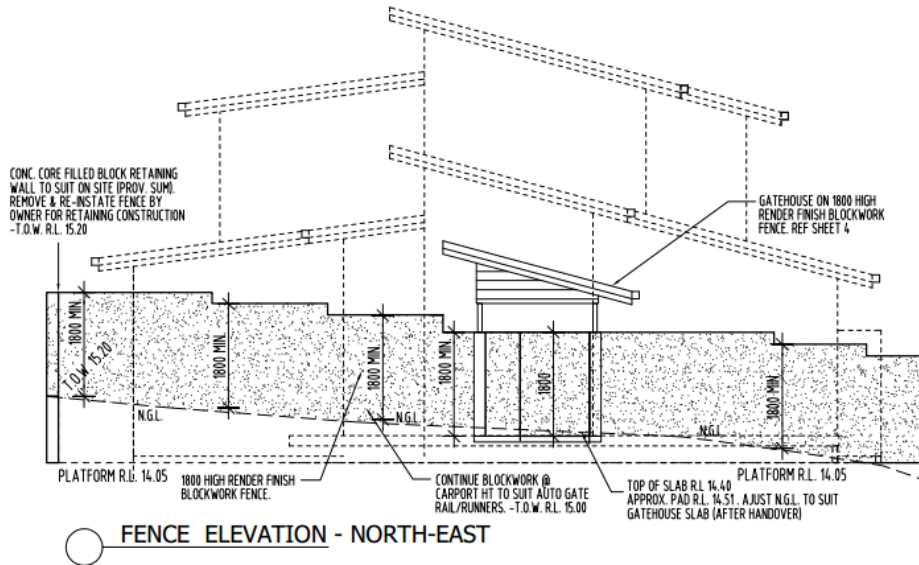 CONC. CORE FILLED BLOCK RETAINING
WALL TO SUIT ON SITE (PROV. SUM).
REMOVE & RE-INSTATE FENCE BY
OWNER FOR RETAINING CONSTRUCTION
-T.O.W. R.L. 15.20
GATEHOUSE ON 1800 HIGH
RENDER FINISH BLOCKWORK
FENCE. REF SHEET 4
1800 MIN.
T.O.W 15.20
1800 MIN.
1800 MIN.
1800 MIN.
1800
1800 MIN.
N.G.L
N.G.L
N.G.L
PLATFORM R.L. 14.05
1800 HIGH RENDER FINISH
BLOCKWORK FENCE.
CONTINUE BLOCKWORK @
CARPORT HT TO SUIT AUTO GATE
RAIL/RUNNERS. -T.O.W. R.L. 15.00
TOP OF SLAB R.L 14.40
APPROX. PAD R.L. 14.51 . AJUST N.G.L. TO SUIT
GATEHOUSE SLAB (AFTER HANDOVER)
PLATFORM R.L. 14.05
FENCE ELEVATION - NORTH-EAST